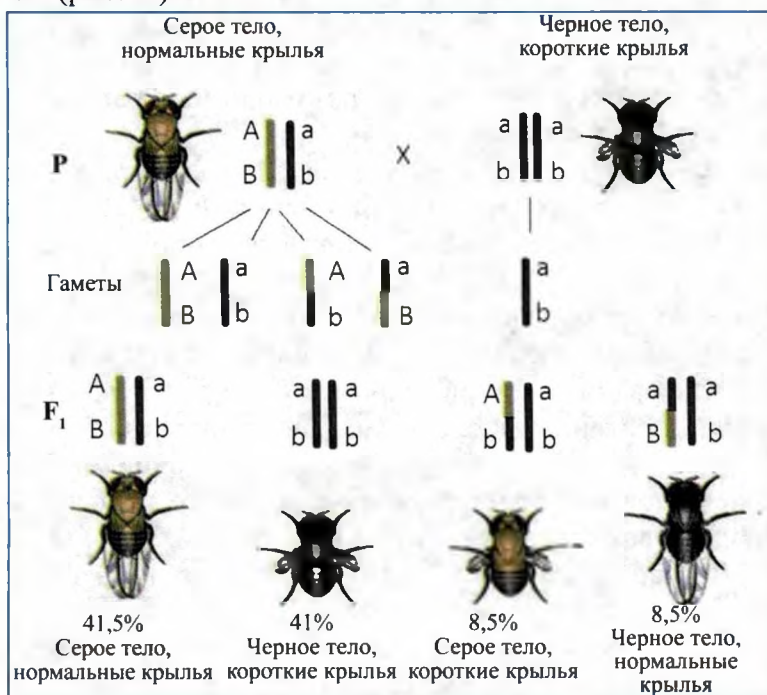 Серое тело,
нормальные крылья
Черное тело,
короткие крылья
P
A a
B b
X
a a
b b
Гаметы
A a A a
B b b B
a
b
F₁
A a a a A a a a
B b b b b b B b
41,5%
Серое тело,
нормальные крылья
41%
Черное тело,
короткие крылья
8,5%
Серое тело,
короткие крылья
8,5%
Черное тело,
нормальные
крылья